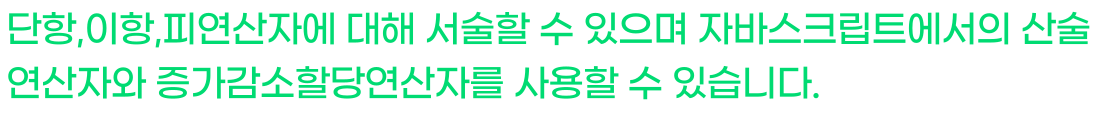 단항,이항,피연산자에 대해 서술할 수 있으며 자바스크립트에서의 산술
연산자와 증가감소할당연산자를 사용할 수 있습니다.